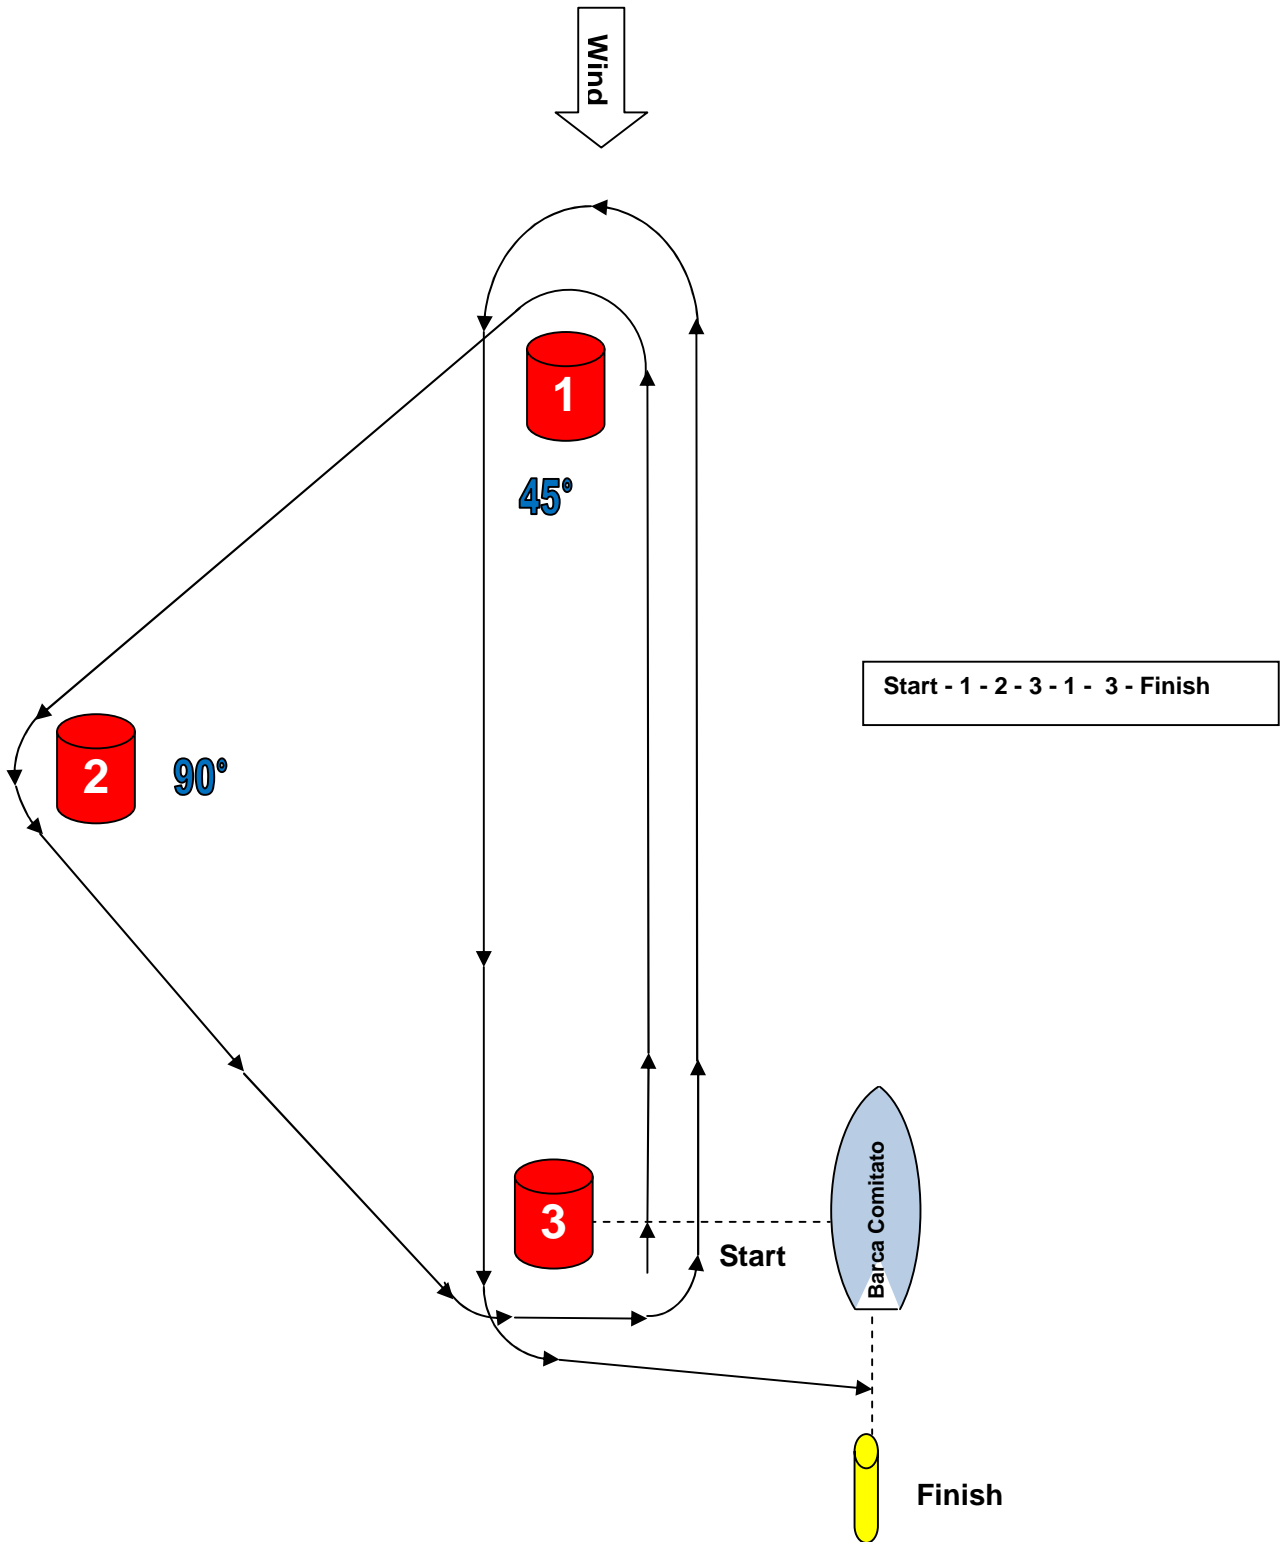 Wind
1
45°
2
90°
Start - 1 - 2 - 3 - 1 -  3 - Finish
3
Start
Barca Comitato
Finish